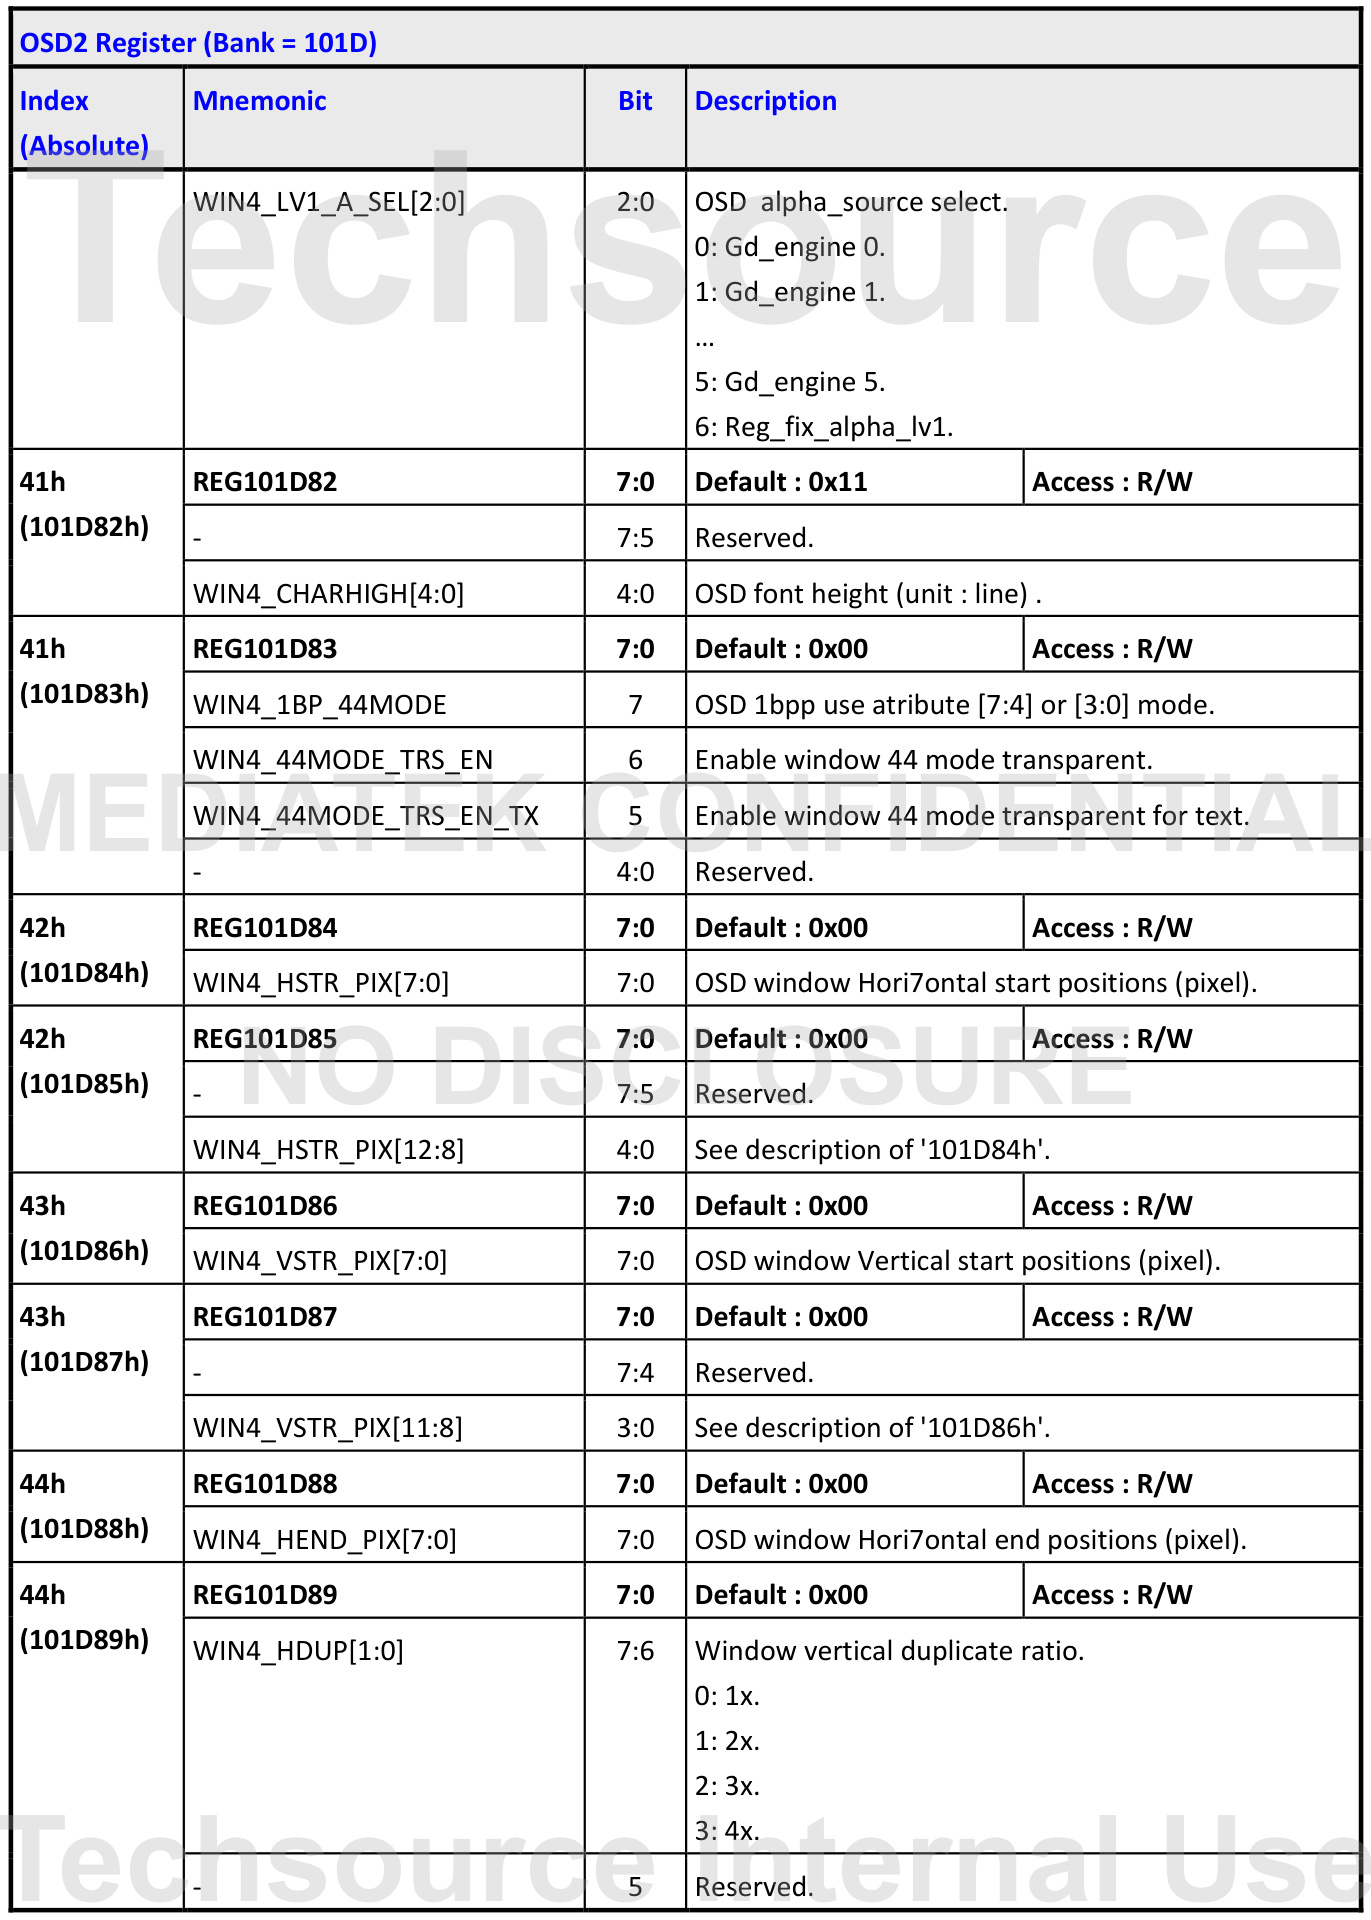 OSD2 Register (Bank = 101D)
Index (Absolute) Mnemonic Bit Description
WIN4_LV1_A_SEL[2:0] 2:0 OSD  alpha_source select.
0: Gd_engine 0.
1: Gd_engine 1.
...
5: Gd_engine 5.
6: Reg_fix_alpha_lv1.
Techsource
41h REG101D82 7:0 Default : 0x11 Access : R/W
(101D82h)
- 7:5 Reserved.
WIN4_CHARHIGH[4:0] 4:0 OSD font height (unit : line) .
41h REG101D83 7:0 Default : 0x00 Access : R/W
(101D83h)
WIN4_1BP_44MODE 7 OSD 1bpp use atribute [7:4] or [3:0] mode.
WIN4_44MODE_TRS_EN 6 Enable window 44 mode transparent.
WIN4_44MODE_TRS_EN_TX 5 Enable window 44 mode transparent for text.
MEDIATEK CONFIDENTIAL
- 4:0 Reserved.
42h REG101D84 7:0 Default : 0x00 Access : R/W
(101D84h)
WIN4_HSTR_PIX[7:0] 7:0 OSD window Hori7ontal start positions (pixel).
42h REG101D85 7:0 Default : 0x00 Access : R/W
(101D85h)
NO DISCLOSURE
- 7:5 Reserved.
WIN4_HSTR_PIX[12:8] 4:0 See description of '101D84h'.
43h REG101D86 7:0 Default : 0x00 Access : R/W
(101D86h)
WIN4_VSTR_PIX[7:0] 7:0 OSD window Vertical start positions (pixel).
43h REG101D87 7:0 Default : 0x00 Access : R/W
(101D87h)
- 7:4 Reserved.
WIN4_VSTR_PIX[11:8] 3:0 See description of '101D86h'.
44h REG101D88 7:0 Default : 0x00 Access : R/W
(101D88h)
WIN4_HEND_PIX[7:0] 7:0 OSD window Hori7ontal end positions (pixel).
44h REG101D89 7:0 Default : 0x00 Access : R/W
(101D89h)
WIN4_HDUP[1:0] 7:6 Window vertical duplicate ratio.
0: 1x.
1: 2x.
2: 3x.
3: 4x.
Techsource Internal Use
- 5 Reserved.